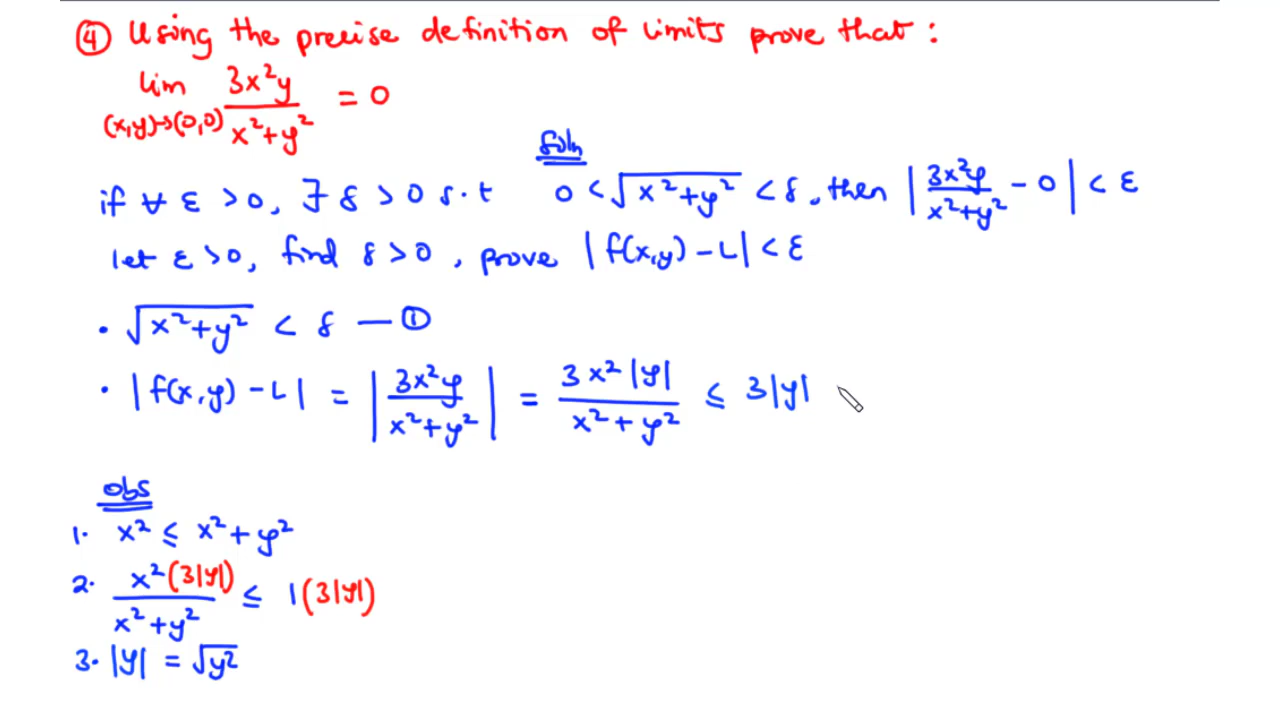 ④ Using the precise definition of limits prove that :
lim (x,y)→(0,0) 3x²y / x²+y² = 0
Soln
if ∀ ε > 0, ∃ δ > 0 s.t 0 < √(x²+y²) < δ, then | 3x²y / x²+y² - 0 | < ε
let ε > 0, find δ > 0, prove | f(x,y) - L | < ε
• √(x²+y²) < δ — ①
• | f(x,y) - L | = | 3x²y / x²+y² | = 3x²|y| / x²+y² ≤ 3|y|
obs
1. x² ≤ x²+y²
2. x²(3|y|) / x²+y² ≤ 1(3|y|)
3. |y| = √y²